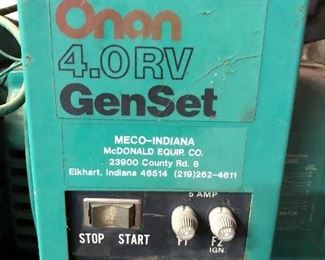 Onan
4.0RV
GenSet
MECO-INDIANA
McDONALD EQUIP. CO.
23900 County Rd. 6
Elkhart, Indiana 46514 (219)262-4611
5 AMP
STOP START F1 F2
IGN.